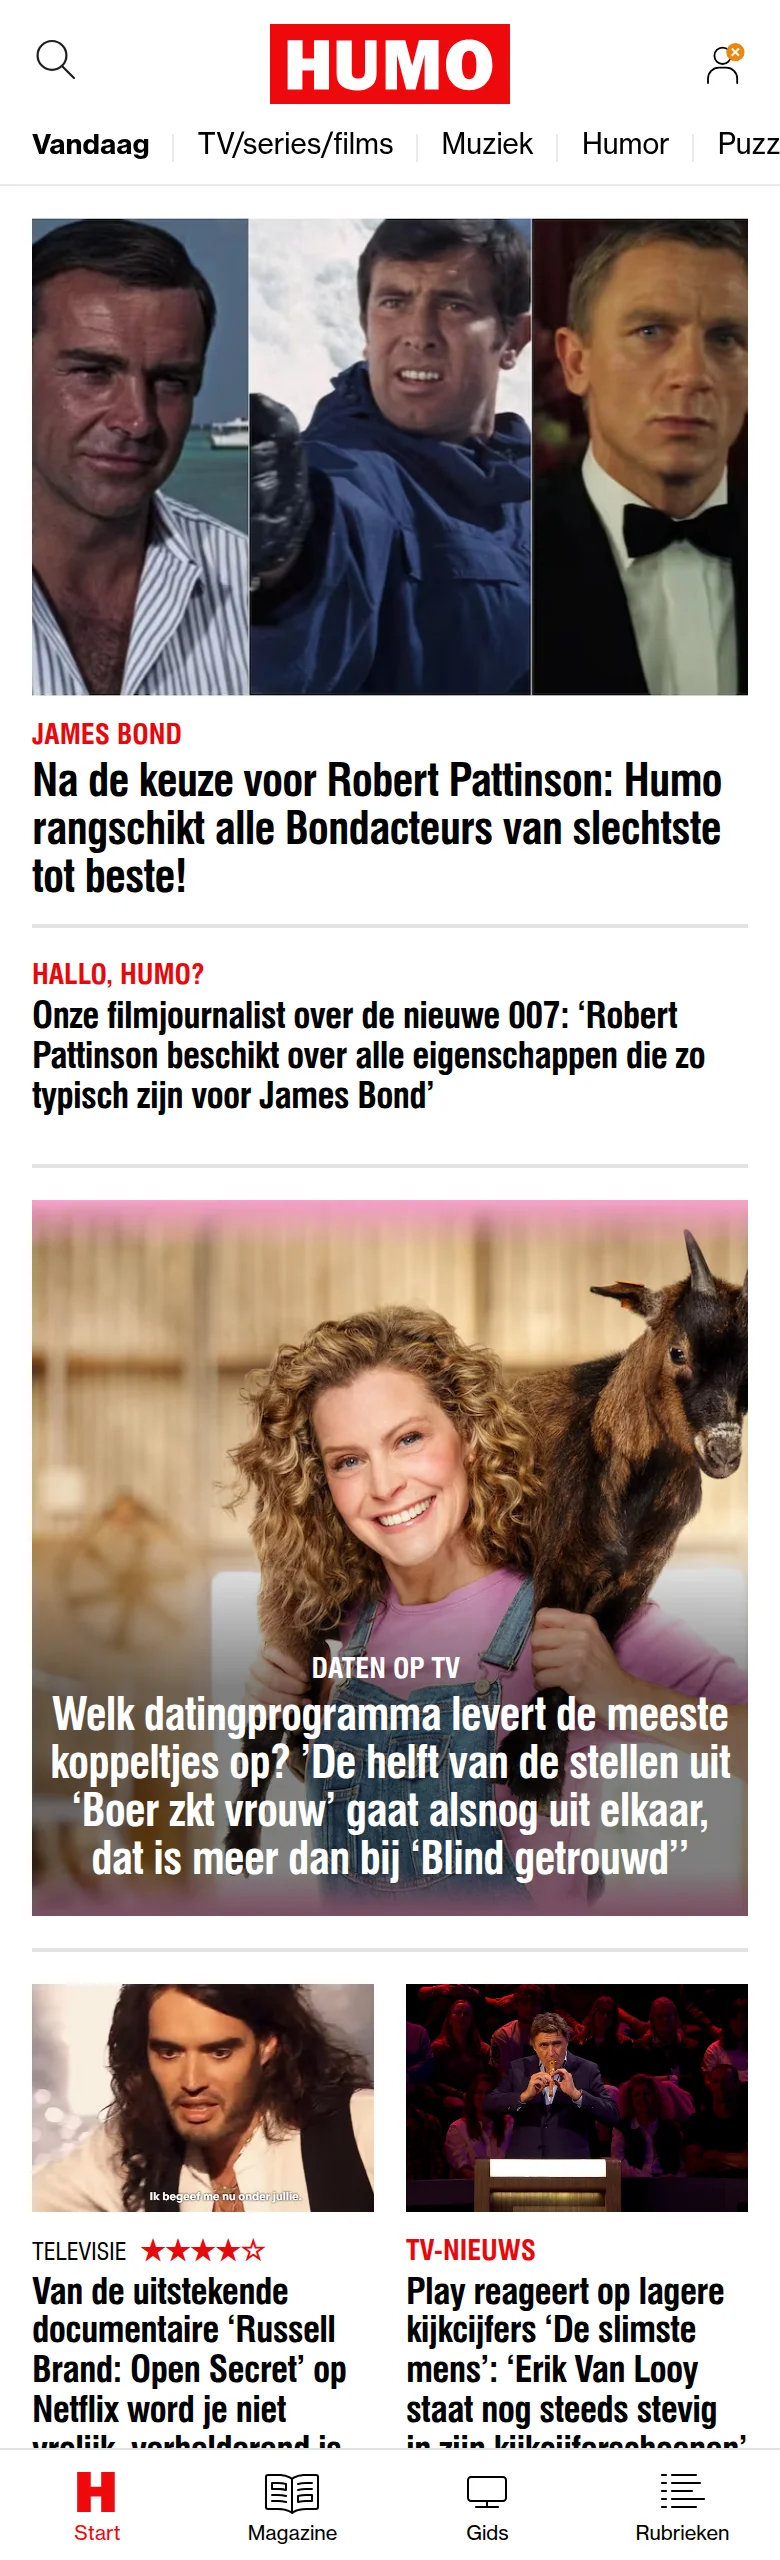 HUMO
Vandaag
TV/series/films
Muziek
Humor
Puzz
JAMES BOND
Na de keuze voor Robert Pattinson: Humo
rangschikt alle Bondacteurs van slechtste
tot beste!
HALLO, HUMO?
Onze filmjournalist over de nieuwe 007: ‘Robert
Pattinson beschikt over alle eigenschappen die zo
typisch zijn voor James Bond’
DATEN OP TV
Welk datingprogramma levert de meeste
koppeltjes op? ’De helft van de stellen uit
‘Boer zkt vrouw’ gaat alsnog uit elkaar,
dat is meer dan bij ‘Blind getrouwd’’
Ik begeef me nu onder jullie.
TELEVISIE ★★★★☆
Van de uitstekende
documentaire ‘Russell
Brand: Open Secret’ op
Netflix word je niet
vrolijk, verhelderend is
TV-NIEUWS
Play reageert op lagere
kijkcijfers ‘De slimste
mens’: ‘Erik Van Looy
staat nog steeds stevig
in zijn kijkcijferschoenen’
Start
Magazine
Gids
Rubrieken